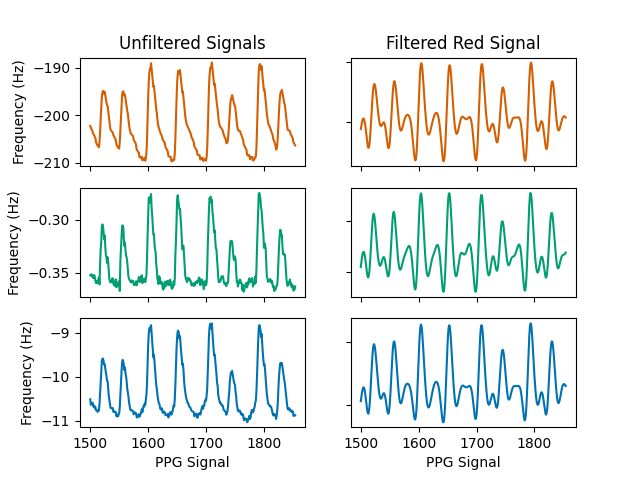 Unfiltered Signals Filtered Red Signal
Frequency (Hz)
−190
−200
−210
Frequency (Hz)
−0.30
−0.35
Frequency (Hz)
−9
−10
−11
1500 1600 1700 1800 1500 1600 1700 1800
PPG Signal PPG Signal